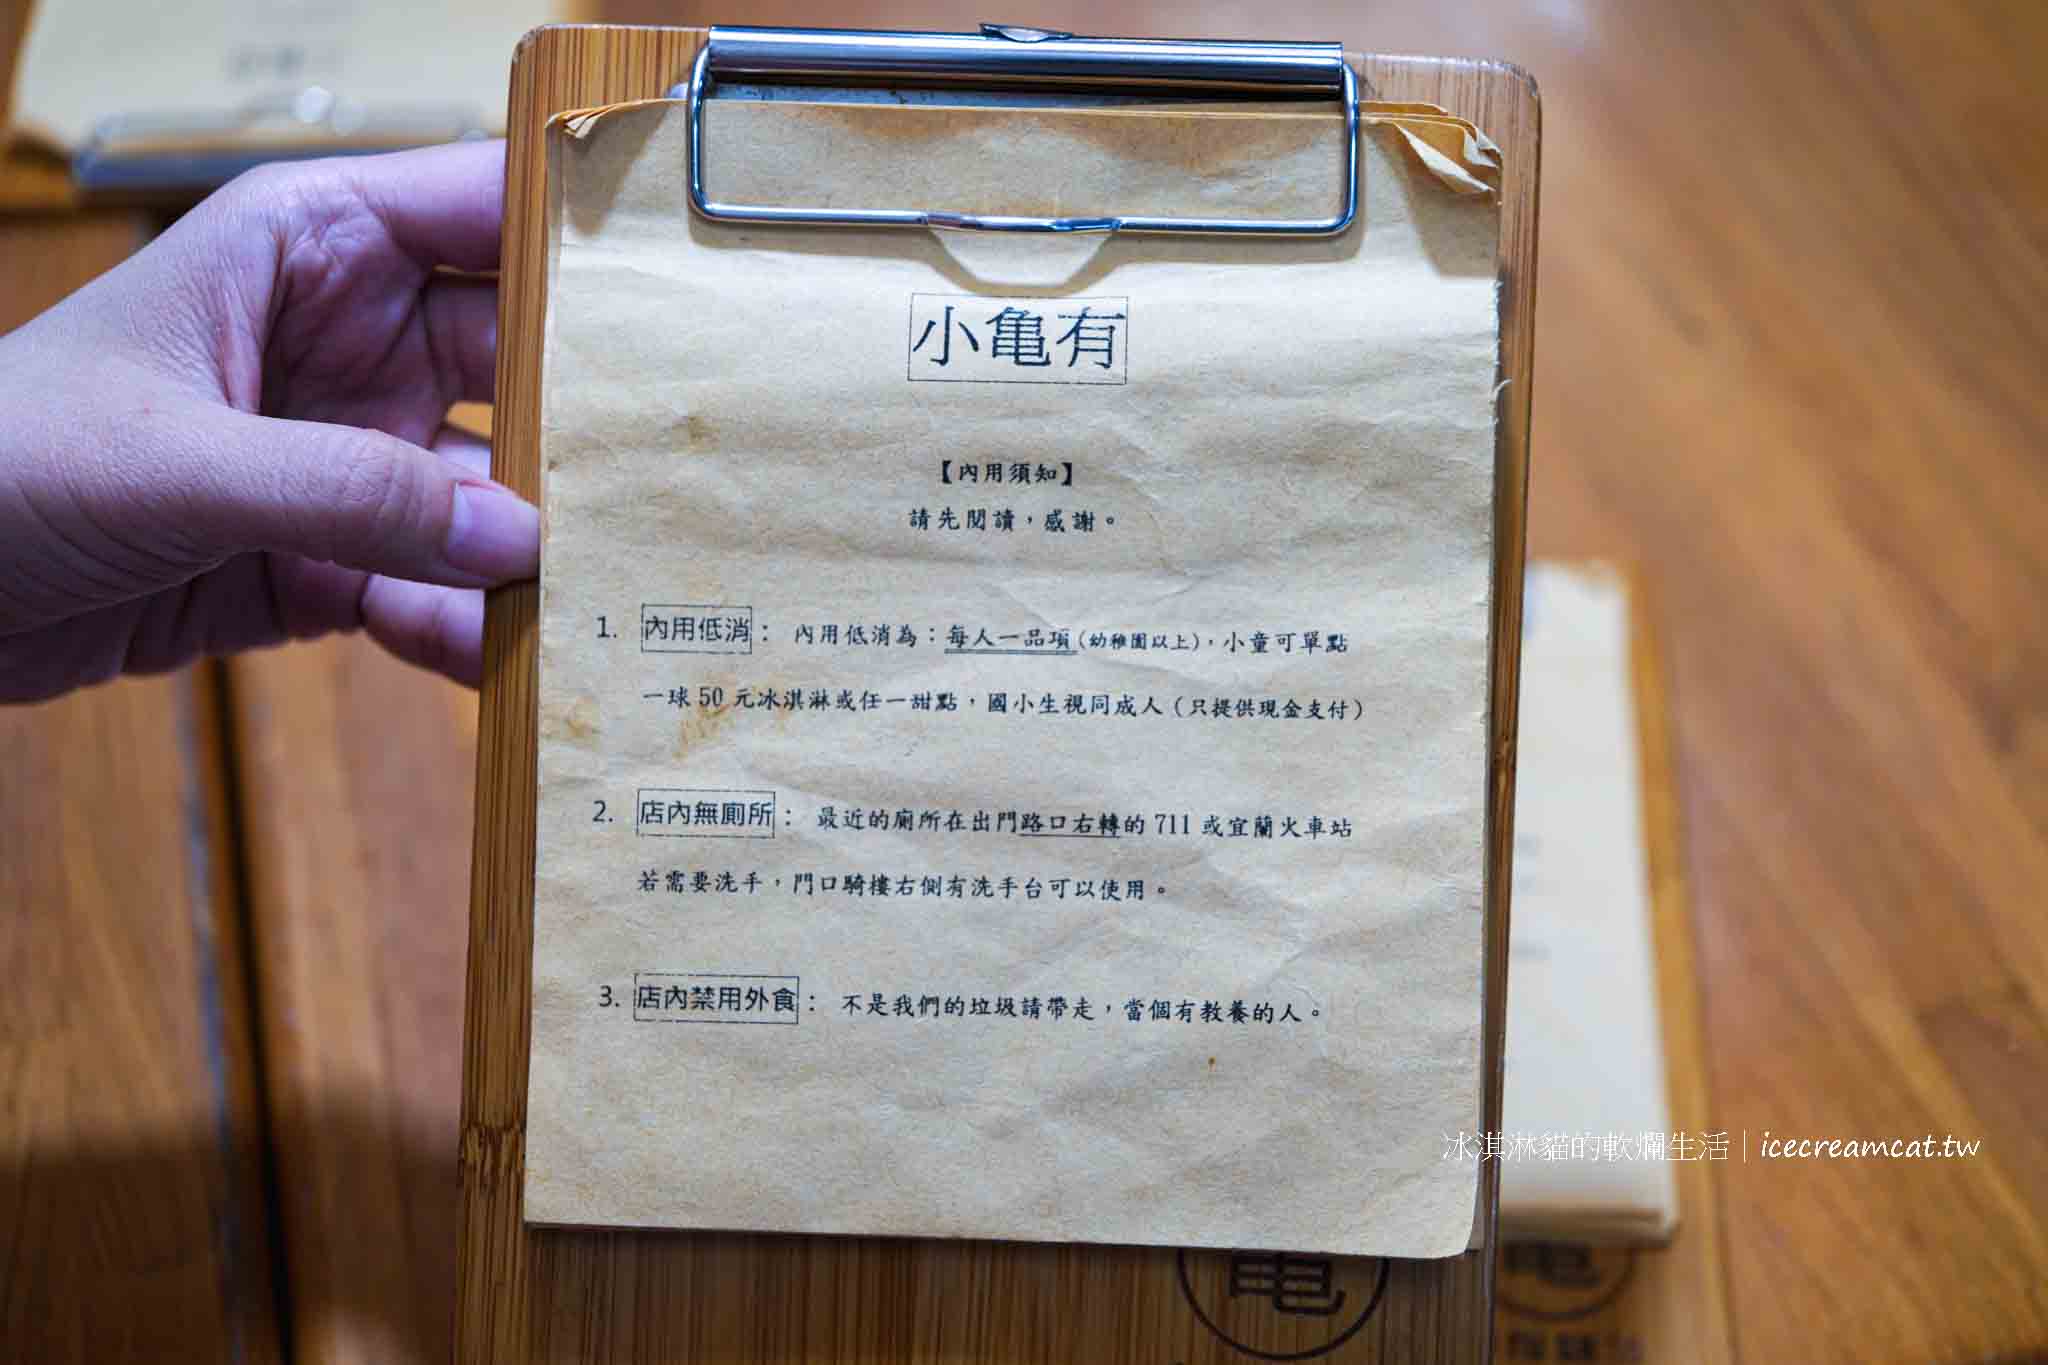 小亀有
【內用須知】
請先閱讀，感謝。
1. 內用低消： 內用低消為：每人一品項(幼稚園以上)，小童可單點
一球 50 元冰淇淋或任一甜點，國小生視同成人（只提供現金支付）
2. 店內無廁所： 最近的廁所在出門路口右轉的 711 或宜蘭火車站
若需要洗手，門口騎樓右側有洗手台可以使用。
3. 店內禁用外食： 不是我們的垃圾請帶走，當個有教養的人。
冰淇淋貓的軟爛生活｜icecreamcat.tw
亀